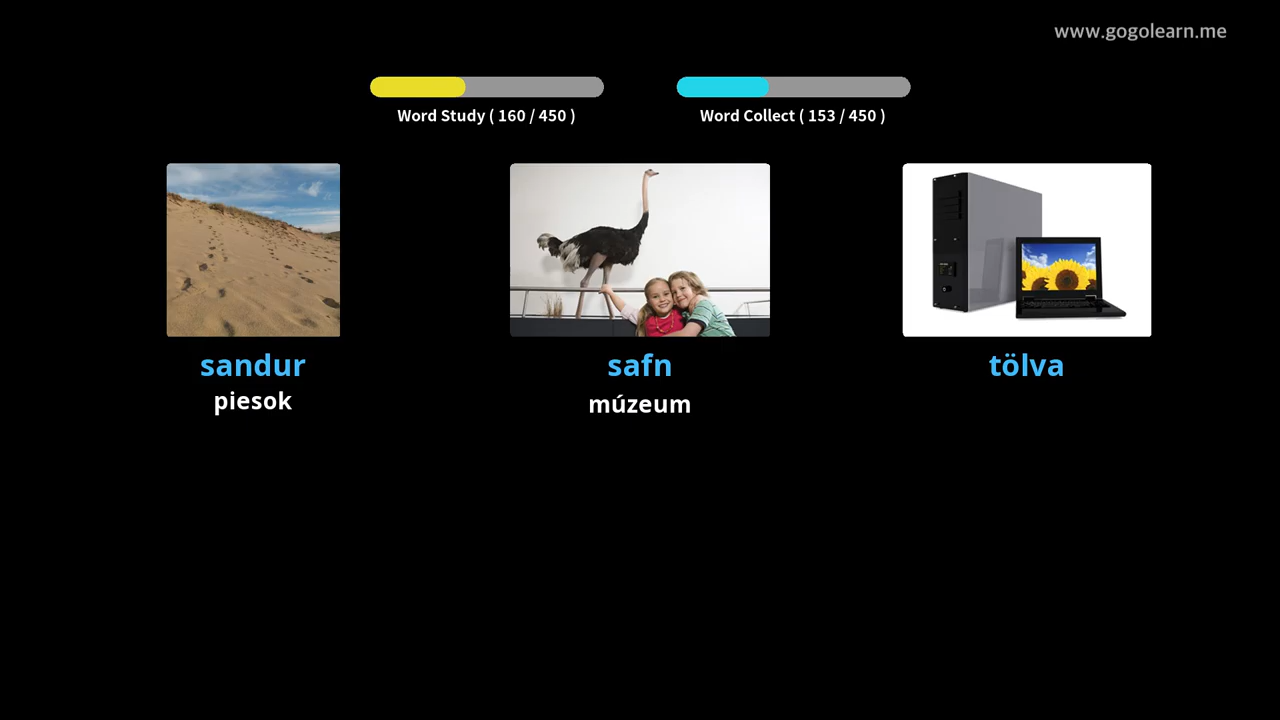 www.gogolearn.me
Word Study ( 160 / 450 )
Word Collect ( 153 / 450 )
sandur
safn
tölva
piesok
múzeum